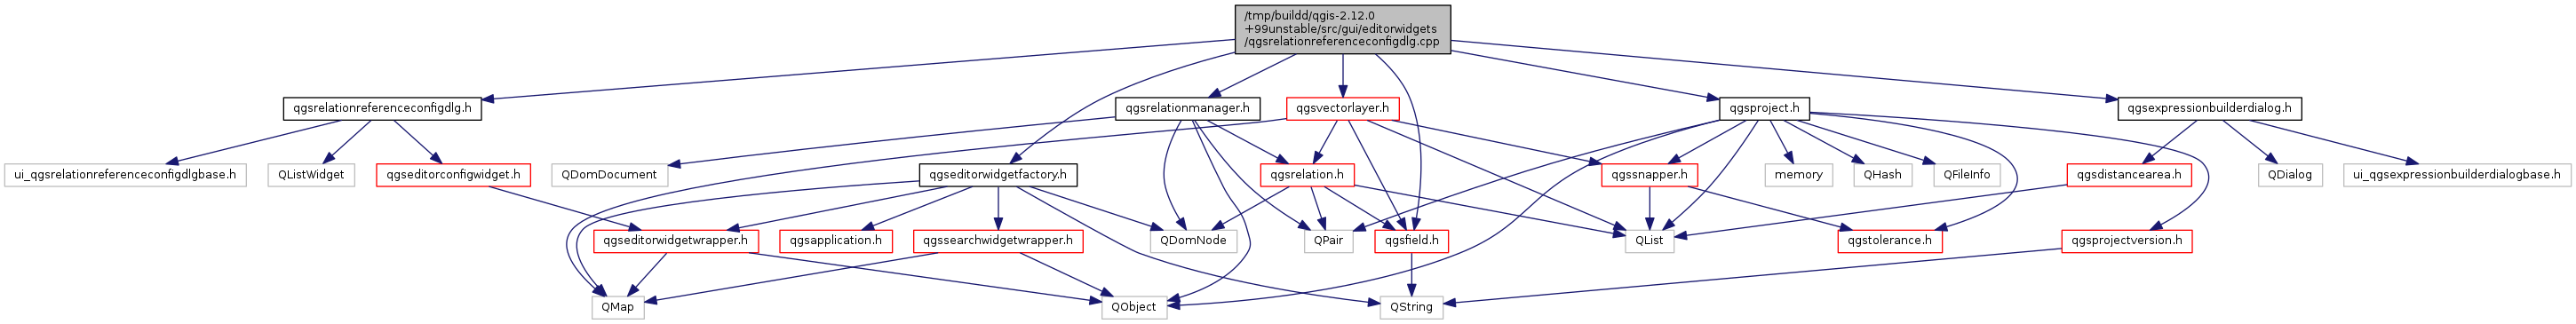 /tmp/buildd/qgis-2.12.0
+99unstable/src/gui/editorwidgets
/qgsrelationreferenceconfigdlg.cpp
qgsrelationreferenceconfigdlg.h
qgsrelationmanager.h
qgsvectorlayer.h
qgsproject.h
qgsexpressionbuilderdialog.h
ui_qgsrelationreferenceconfigdlgbase.h
QListWidget
qgseditorconfigwidget.h
QDomDocument
qgseditorwidgetfactory.h
qgsrelation.h
qgssnapper.h
memory
QHash
QFileInfo
qgsdistancearea.h
QDialog
ui_qgsexpressionbuilderdialogbase.h
qgseditorwidgetwrapper.h
qgsapplication.h
qgssearchwidgetwrapper.h
QDomNode
QPair
qgsfield.h
QList
qgstolerance.h
qgsprojectversion.h
QMap
QObject
QString